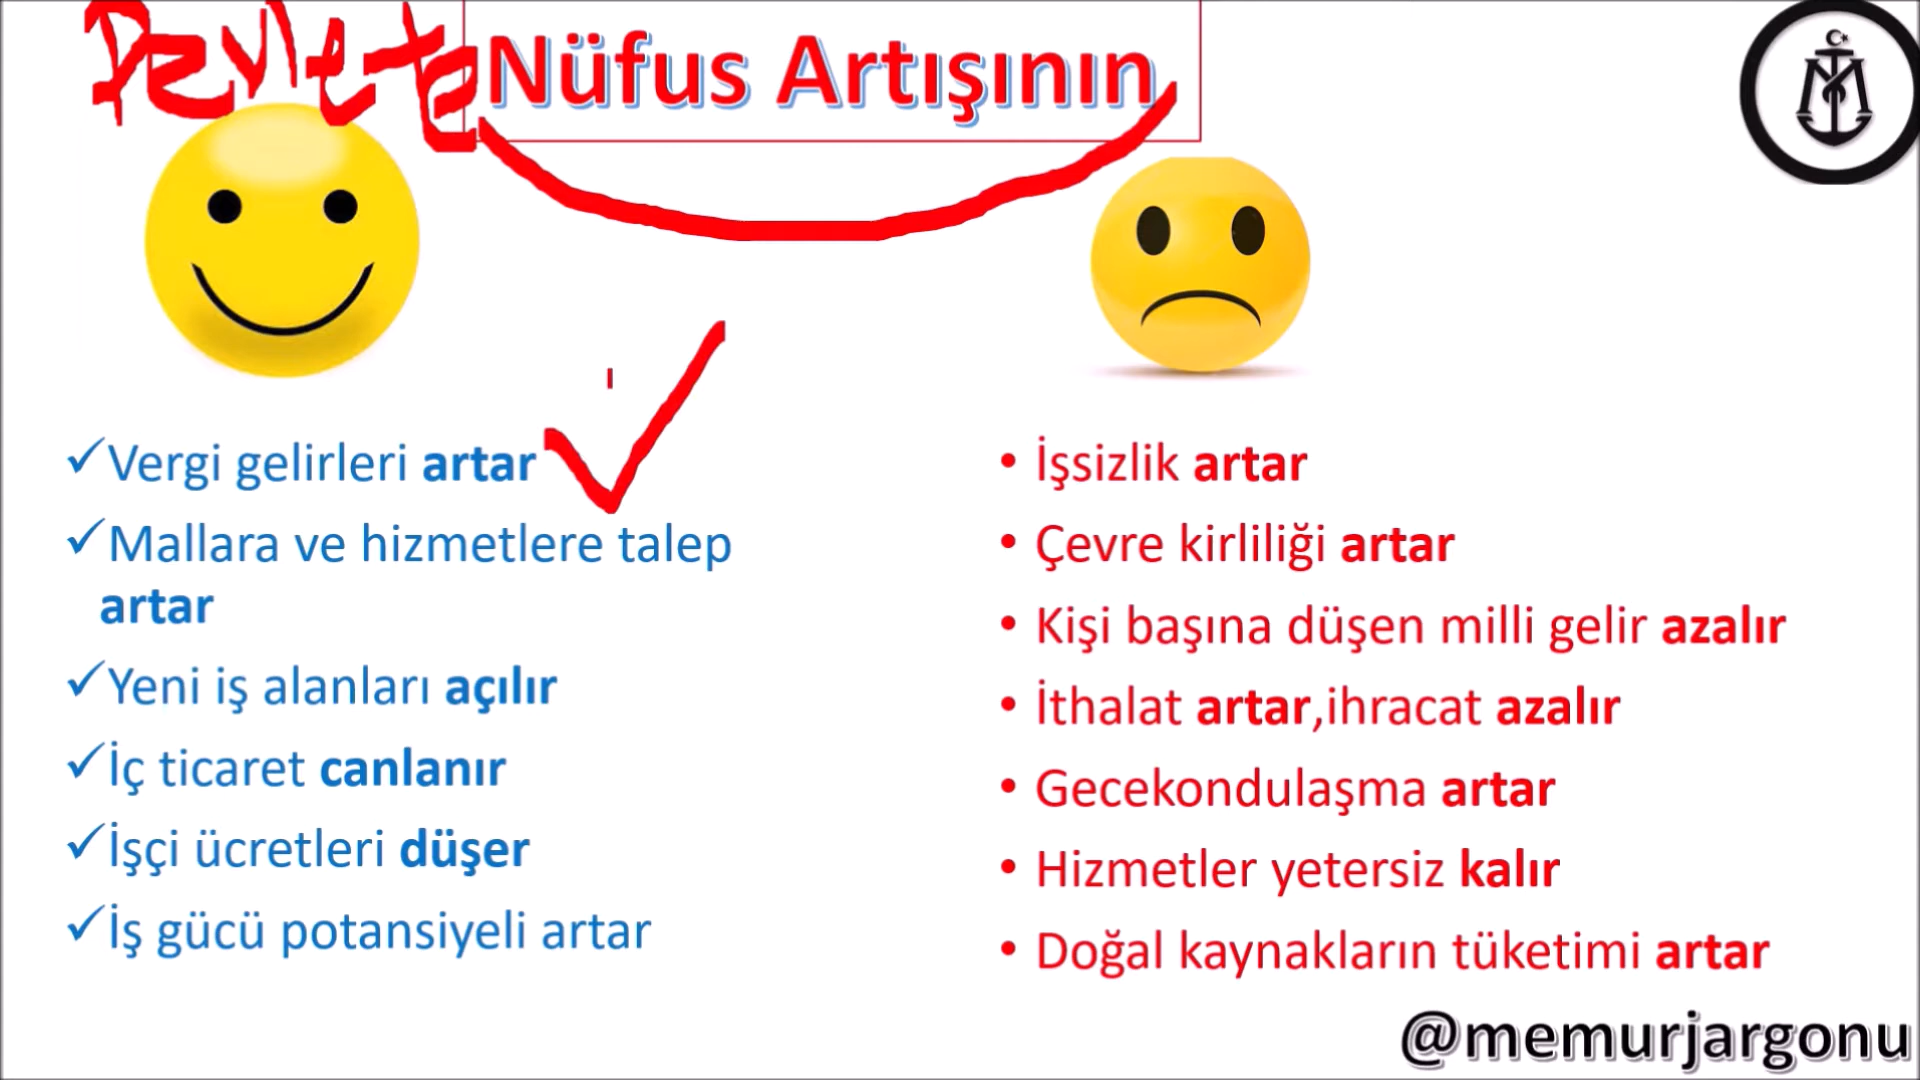 Devlete
Nüfus Artışının
Vergi gelirleri artar
Mallara ve hizmetlere talep
artar
Yeni iş alanları açılır
İç ticaret canlanır
İşçi ücretleri düşer
İş gücü potansiyeli artar
İşsizlik artar
Çevre kirliliği artar
Kişi başına düşen milli gelir azalır
İthalat artar,ihracat azalır
Gecekondulaşma artar
Hizmetler yetersiz kalır
Doğal kaynakların tüketimi artar
@memurjargonu